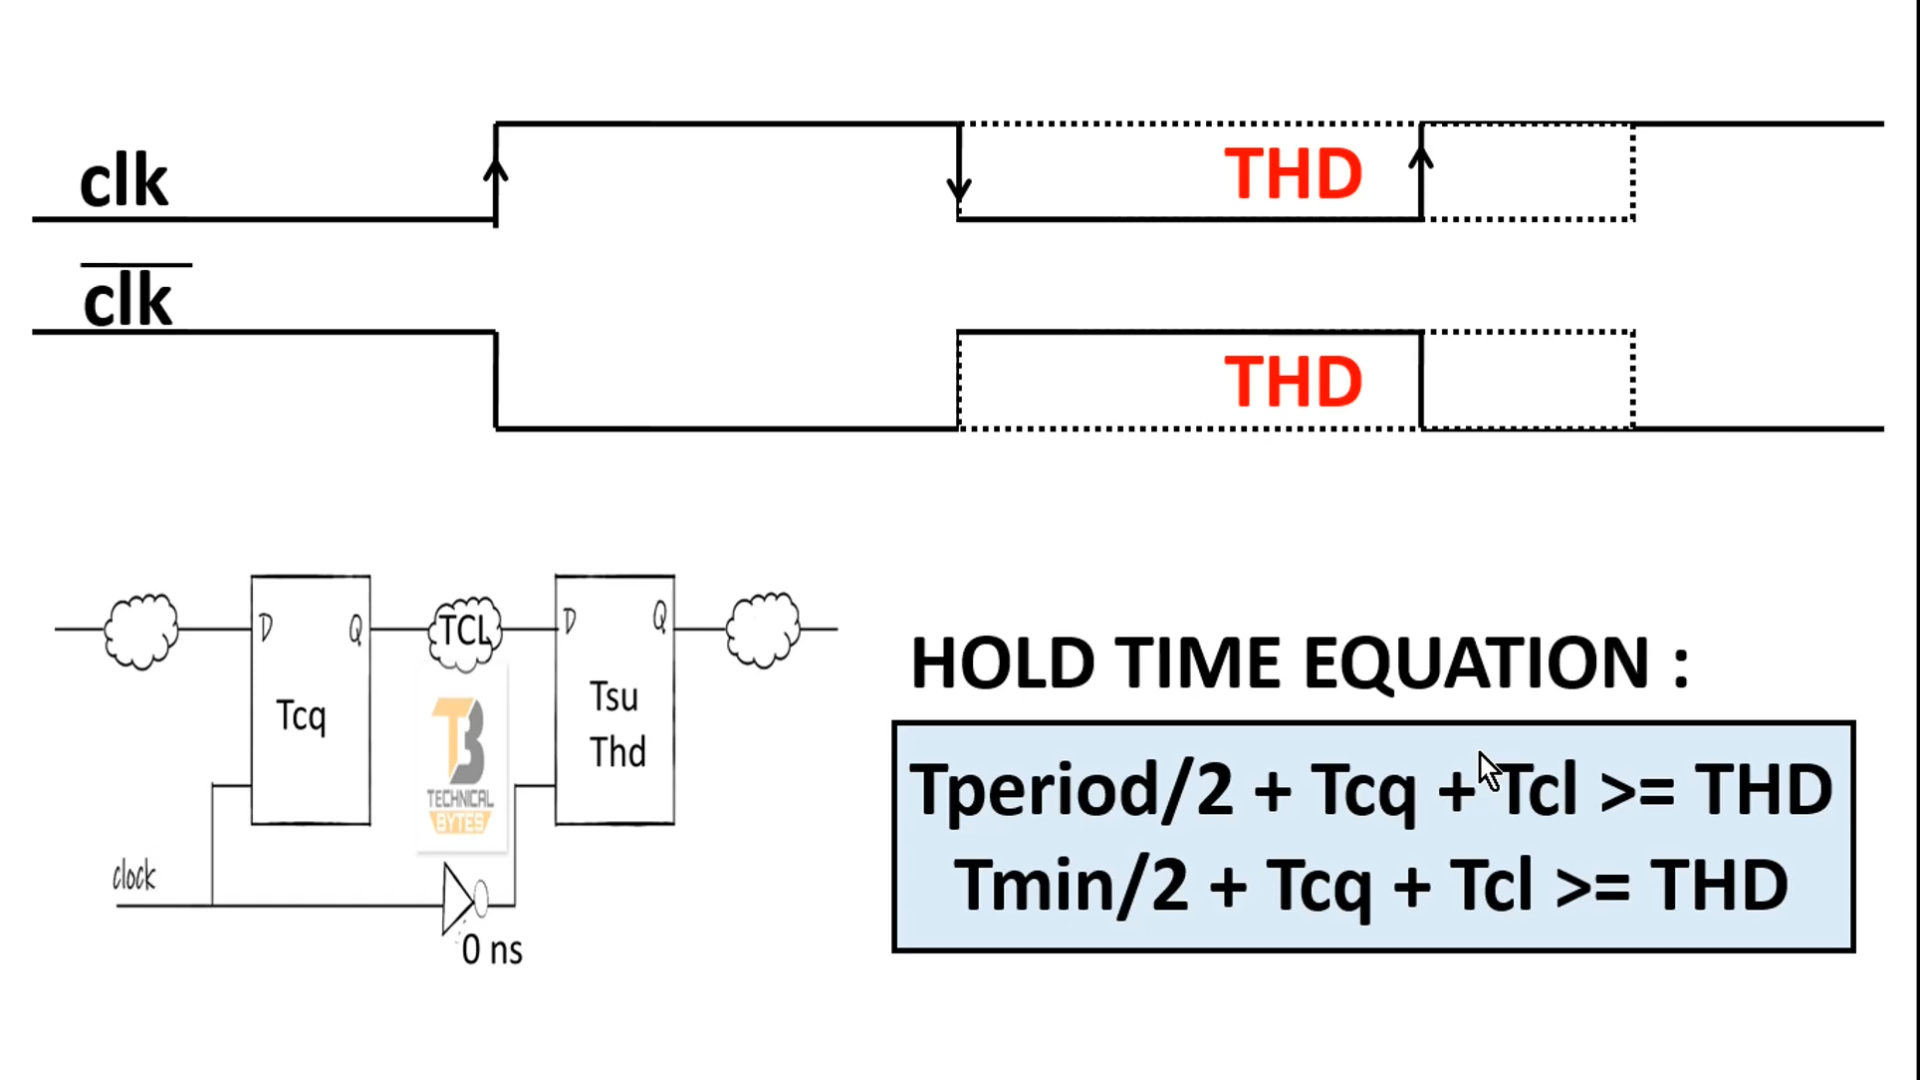 clk
THD
clk
THD
D Q TCL D Q
Tcq
Tsu
Thd
TECHNICAL
BYTES
clock
0 ns
HOLD TIME EQUATION :
Tperiod/2 + Tcq + Tcl >= THD
Tmin/2 + Tcq + Tcl >= THD